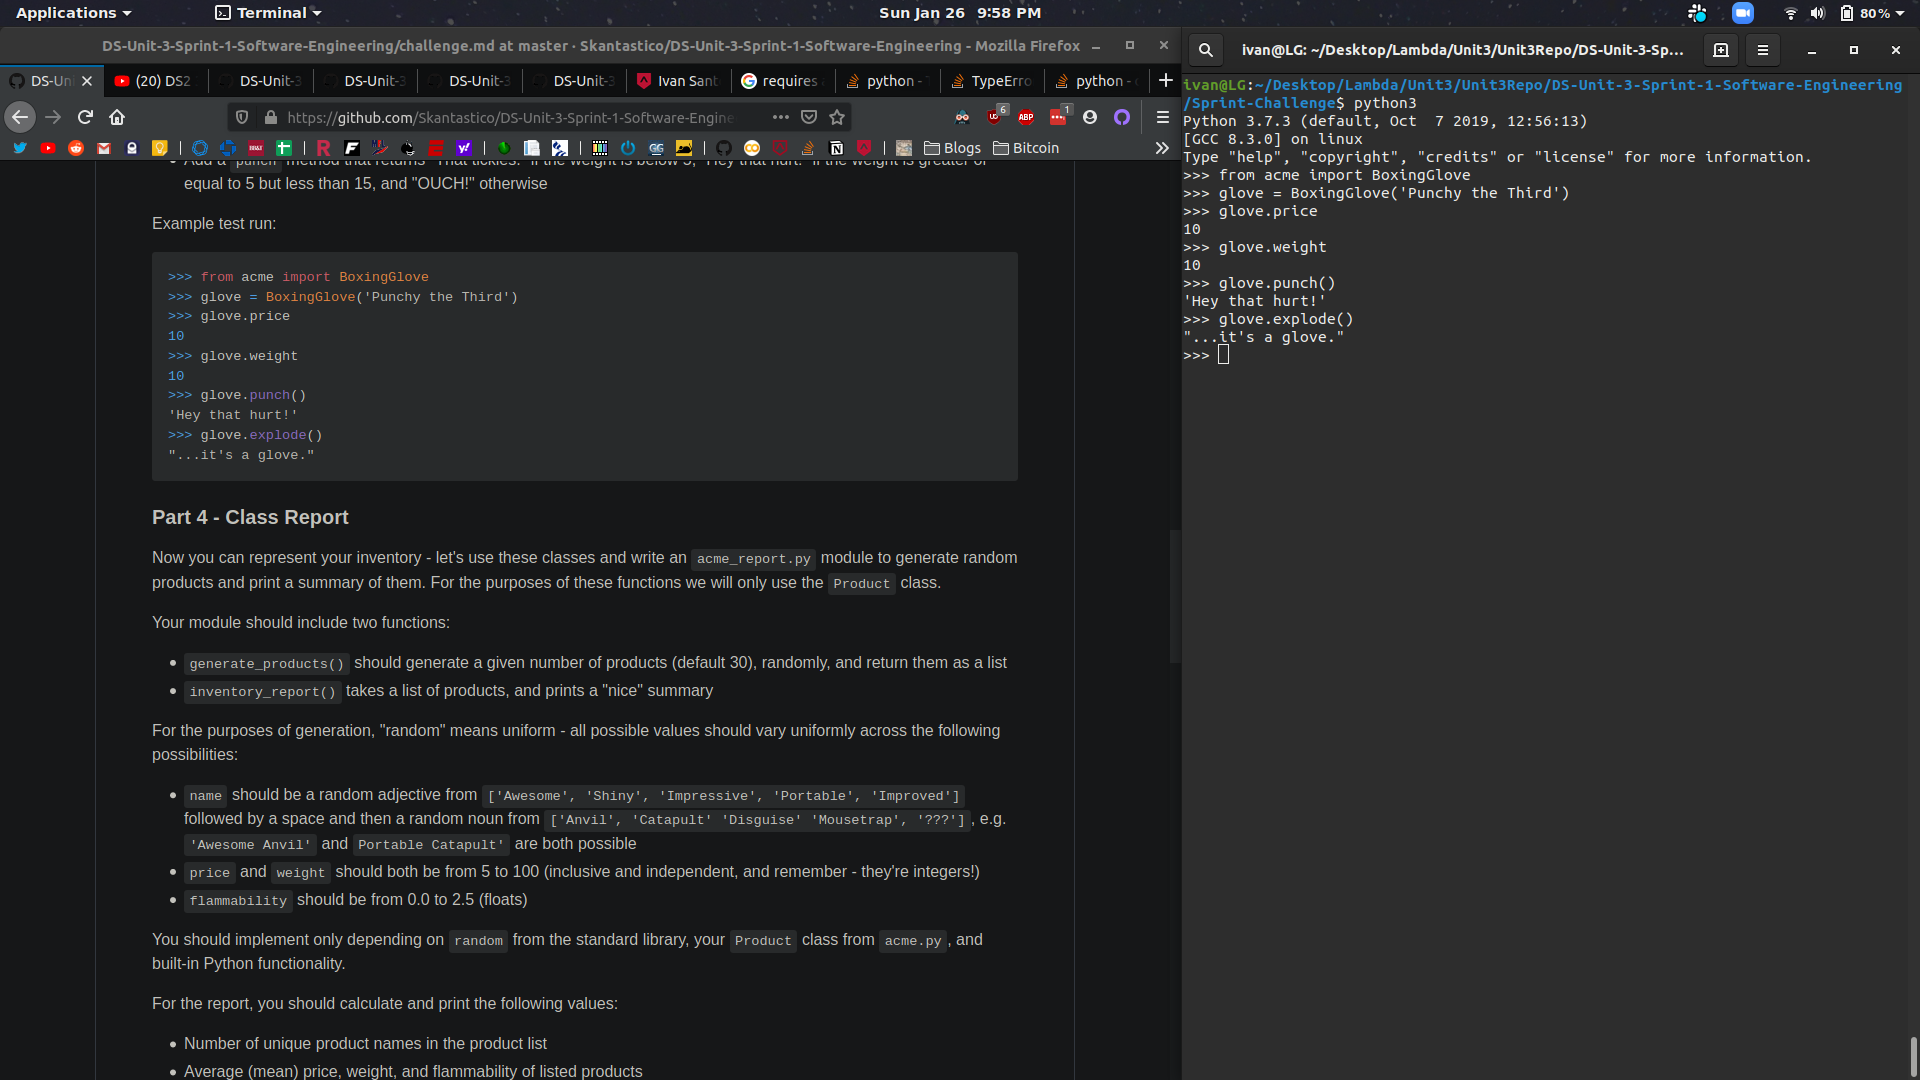 Applications
Terminal
Sun Jan 26 9:58 PM
80%
DS-Unit-3-Sprint-1-Software-Engineering/challenge.md at master · Skantastico/DS-Unit-3-Sprint-1-Software-Engineering - Mozilla Firefox
DS-Un
(20) DS2
DS-Unit-3
DS-Unit-3
DS-Unit-3
DS-Unit-3
Ivan Sant
requires
python -
TypeErro
python -
https://github.com/Skantastico/DS-Unit-3-Sprint-1-Software-Engine
6
ABP
1
Blogs
Bitcoin
equal to 5 but less than 15, and "OUCH!" otherwise
Example test run:
>>> from acme import BoxingGlove
>>> glove = BoxingGlove('Punchy the Third')
>>> glove.price
10
>>> glove.weight
10
>>> glove.punch()
'Hey that hurt!'
>>> glove.explode()
"...it's a glove."
Part 4 - Class Report
Now you can represent your inventory - let's use these classes and write an acme_report.py module to generate random
products and print a summary of them. For the purposes of these functions we will only use the Product class.
Your module should include two functions:
generate_products() should generate a given number of products (default 30), randomly, and return them as a list
inventory_report() takes a list of products, and prints a "nice" summary
For the purposes of generation, "random" means uniform - all possible values should vary uniformly across the following
possibilities:
name should be a random adjective from ['Awesome', 'Shiny', 'Impressive', 'Portable', 'Improved']
followed by a space and then a random noun from ['Anvil', 'Catapult' 'Disguise' 'Mousetrap', '???'], e.g.
'Awesome Anvil' and Portable Catapult' are both possible
price and weight should both be from 5 to 100 (inclusive and independent, and remember - they're integers!)
flammability should be from 0.0 to 2.5 (floats)
You should implement only depending on random from the standard library, your Product class from acme.py, and
built-in Python functionality.
For the report, you should calculate and print the following values:
Number of unique product names in the product list
Average (mean) price, weight, and flammability of listed products
ivan@LG: ~/Desktop/Lambda/Unit3/Unit3Repo/DS-Unit-3-Sp...
ivan@LG:~/Desktop/Lambda/Unit3/Unit3Repo/DS-Unit-3-Sprint-1-Software-Engineering
/Sprint-Challenge$ python3
Python 3.7.3 (default, Oct  7 2019, 12:56:13)
[GCC 8.3.0] on linux
Type "help", "copyright", "credits" or "license" for more information.
>>> from acme import BoxingGlove
>>> glove = BoxingGlove('Punchy the Third')
>>> glove.price
10
>>> glove.weight
10
>>> glove.punch()
'Hey that hurt!'
>>> glove.explode()
"...it's a glove."
>>>